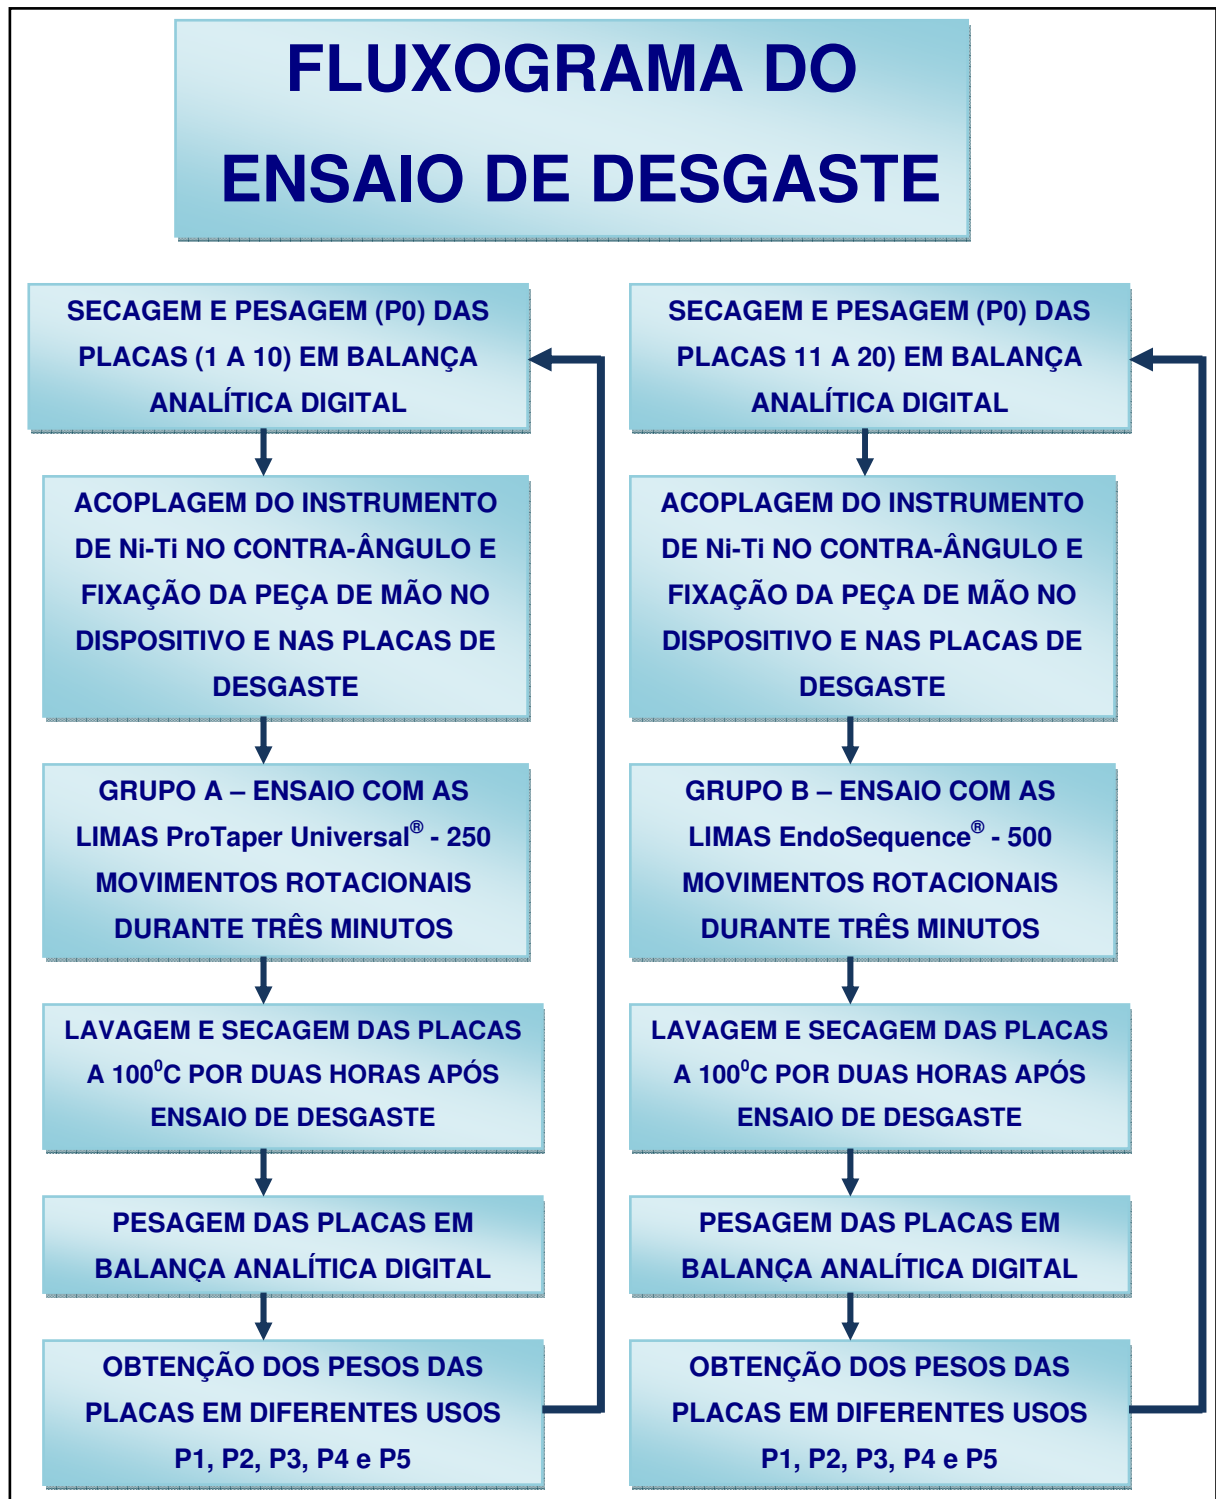 FLUXOGRAMA DO
ENSAIO DE DESGASTE
SECAGEM E PESAGEM (P0) DAS
PLACAS (1 A 10) EM BALANÇA
ANALÍTICA DIGITAL
ACOPLAGEM DO INSTRUMENTO
DE Ni-Ti NO CONTRA-ÂNGULO E
FIXAÇÃO DA PEÇA DE MÃO NO
DISPOSITIVO E NAS PLACAS DE
DESGASTE
GRUPO A – ENSAIO COM AS
LIMAS ProTaper Universal® - 250
MOVIMENTOS ROTACIONAIS
DURANTE TRÊS MINUTOS
LAVAGEM E SECAGEM DAS PLACAS
A 100⁰C POR DUAS HORAS APÓS
ENSAIO DE DESGASTE
PESAGEM DAS PLACAS EM
BALANÇA ANALÍTICA DIGITAL
OBTENÇÃO DOS PESOS DAS
PLACAS EM DIFERENTES USOS
P1, P2, P3, P4 e P5
SECAGEM E PESAGEM (P0) DAS
PLACAS 11 A 20) EM BALANÇA
ANALÍTICA DIGITAL
ACOPLAGEM DO INSTRUMENTO
DE Ni-Ti NO CONTRA-ÂNGULO E
FIXAÇÃO DA PEÇA DE MÃO NO
DISPOSITIVO E NAS PLACAS DE
DESGASTE
GRUPO B – ENSAIO COM AS
LIMAS EndoSequence® - 500
MOVIMENTOS ROTACIONAIS
DURANTE TRÊS MINUTOS
LAVAGEM E SECAGEM DAS PLACAS
A 100⁰C POR DUAS HORAS APÓS
ENSAIO DE DESGASTE
PESAGEM DAS PLACAS EM
BALANÇA ANALÍTICA DIGITAL
OBTENÇÃO DOS PESOS DAS
PLACAS EM DIFERENTES USOS
P1, P2, P3, P4 e P5